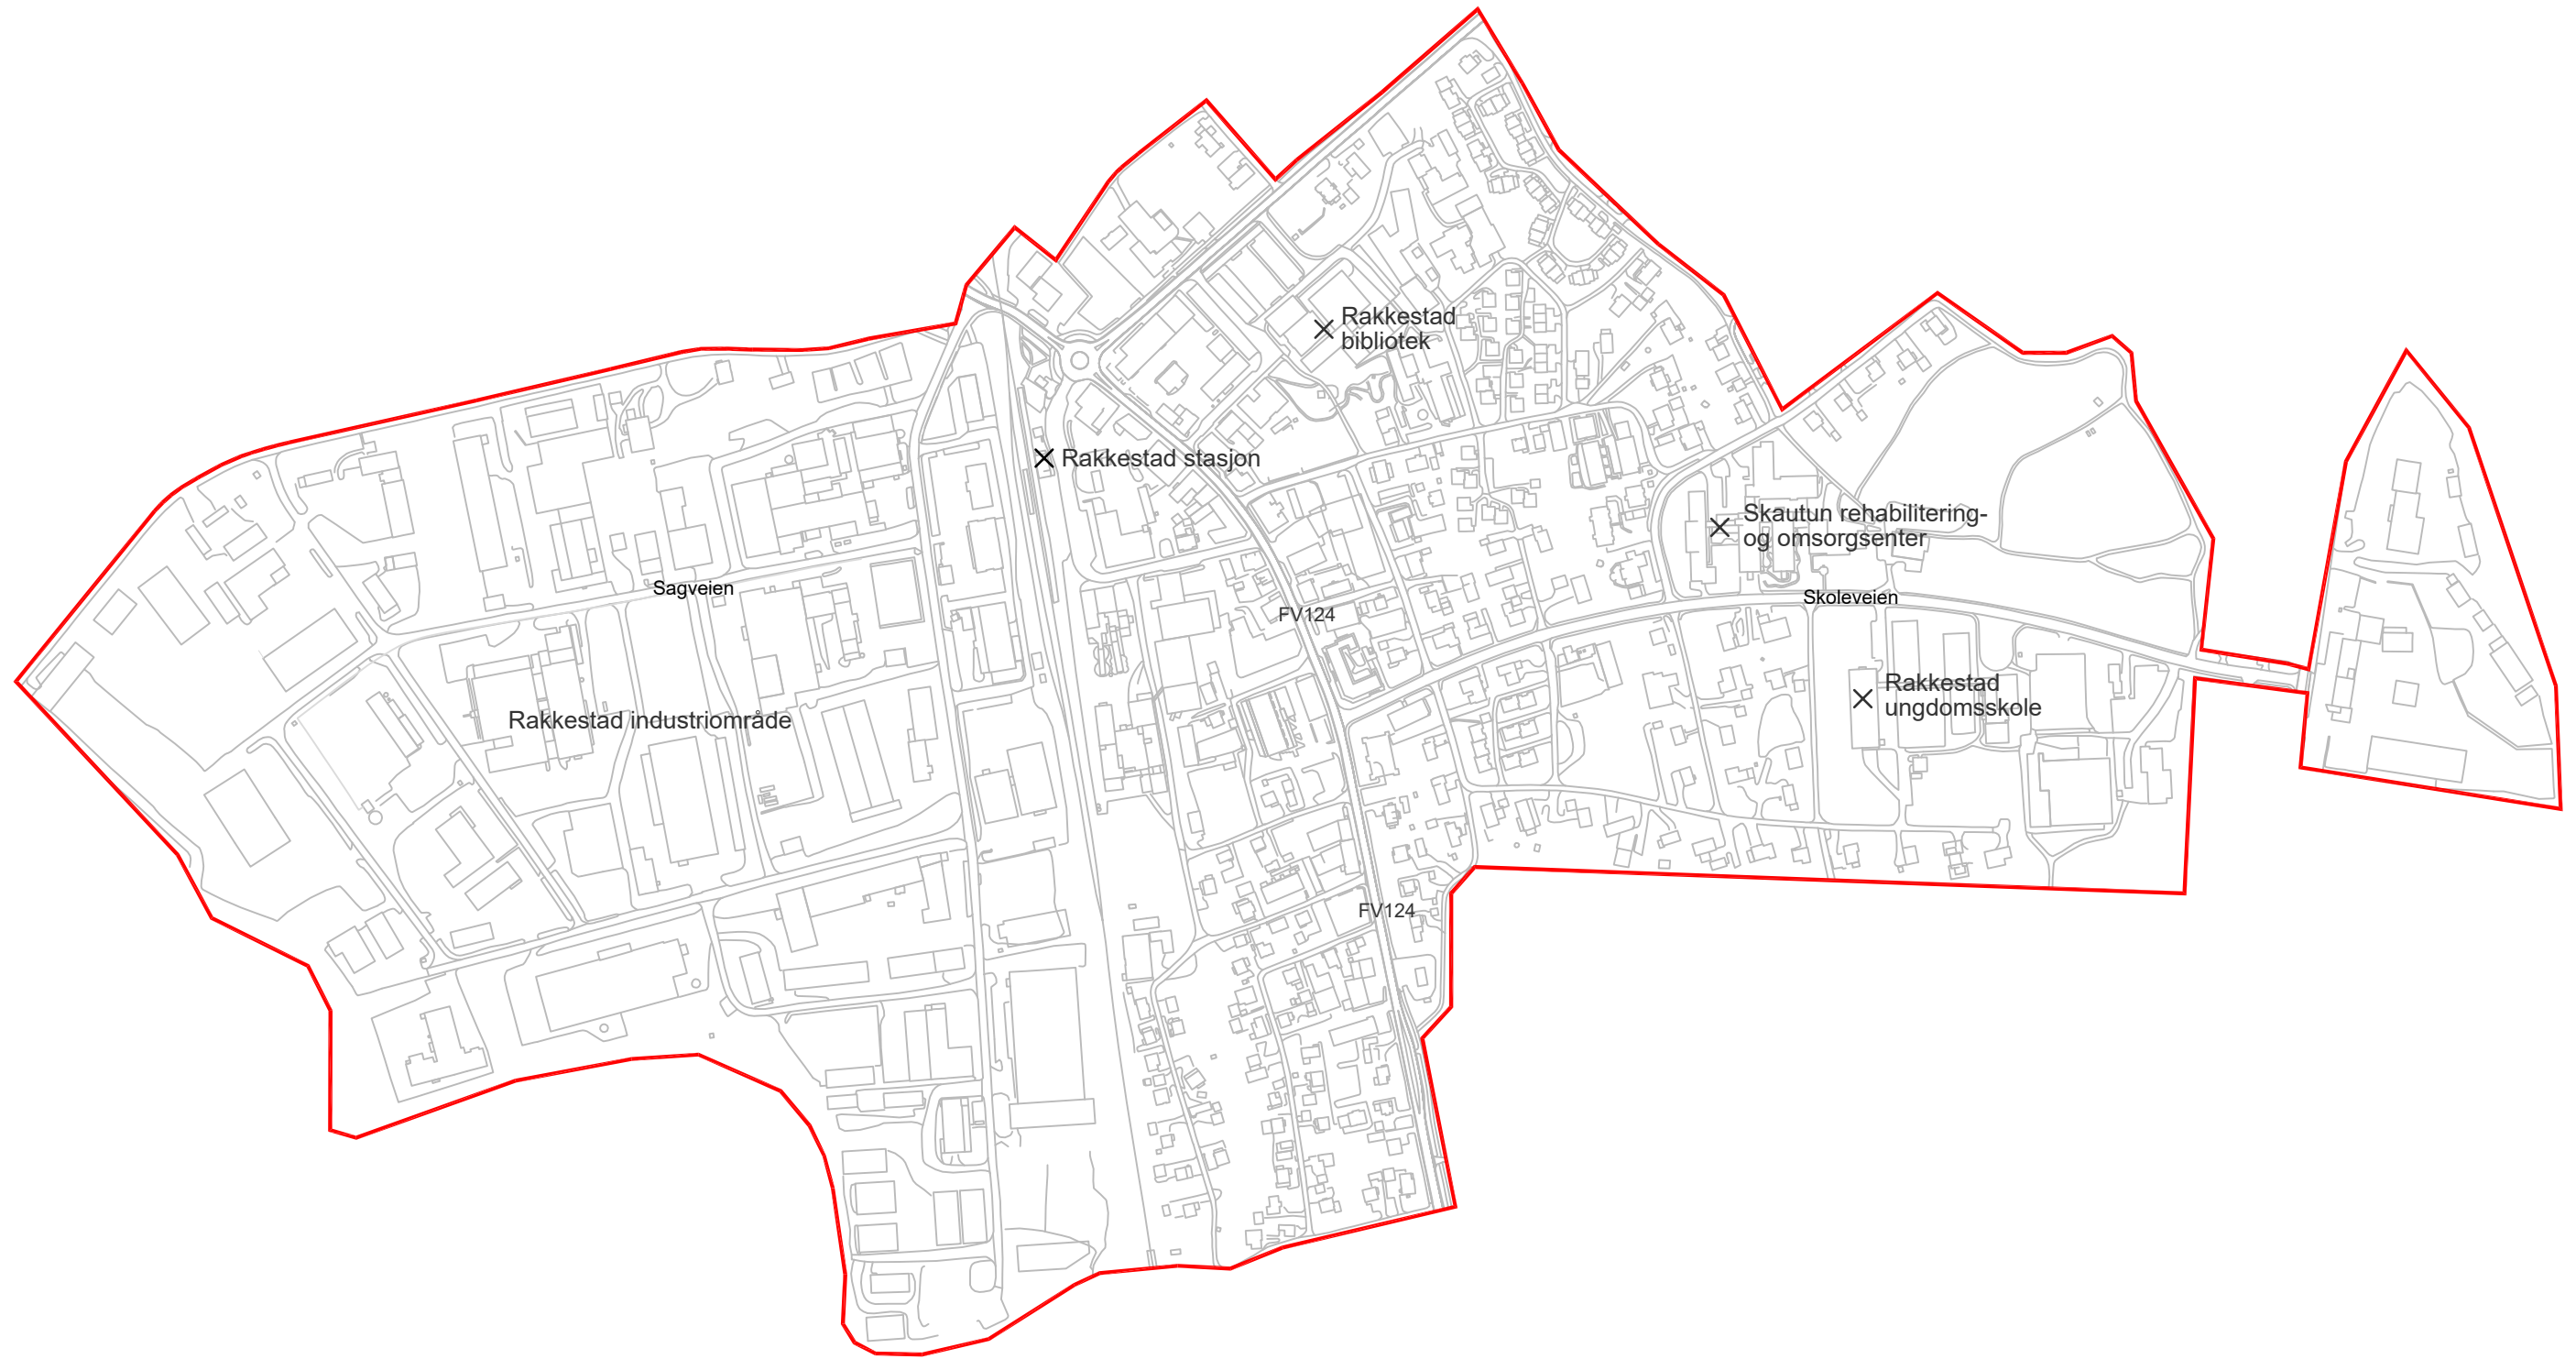 Rakkestad
bibliotek
Rakkestad stasjon
Skautun rehabilitering-
og omsorgsenter
Sagveien
Skoleveien
FV124
Rakkestad
ungdomsskole
Rakkestad industriområde
FV124